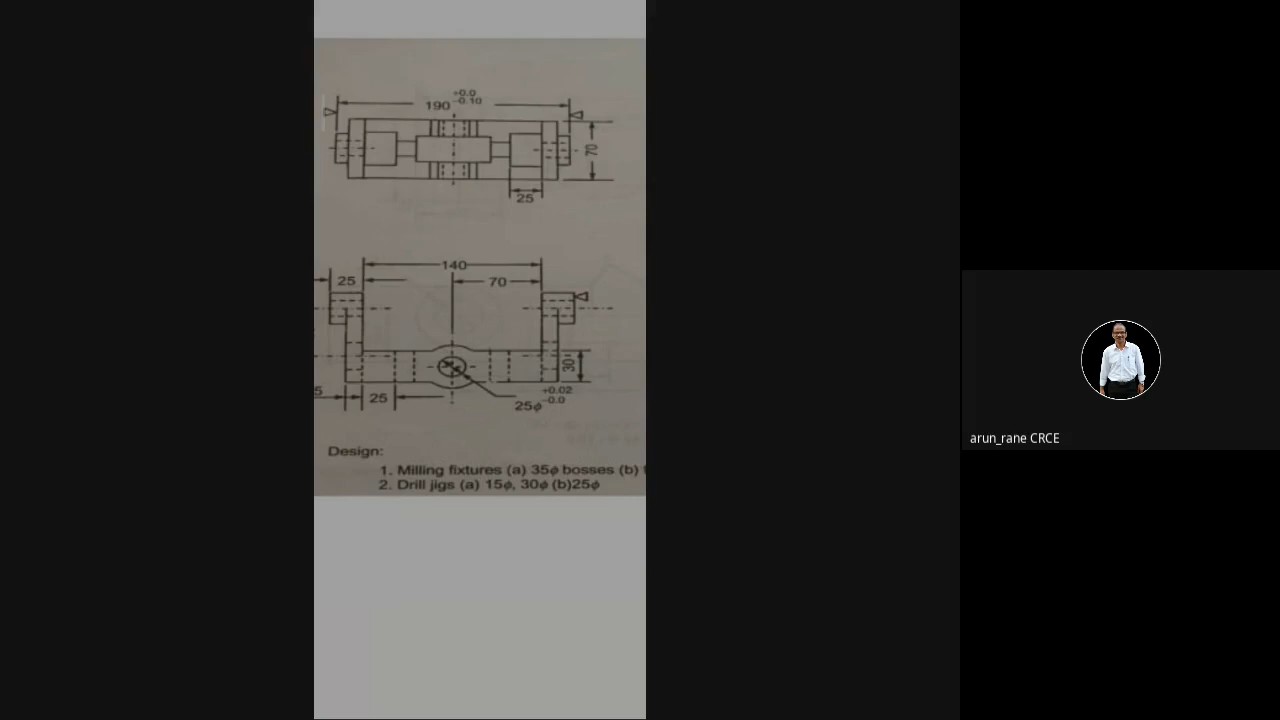 190 +0.0 -0.10
70
25
140
25
70
30
5
25
25ϕ +0.02 -0.0
Design:
1. Milling fixtures (a) 35ϕ bosses (b)
2. Drill jigs (a) 15ϕ, 30ϕ (b)25ϕ
arun_rane CRCE